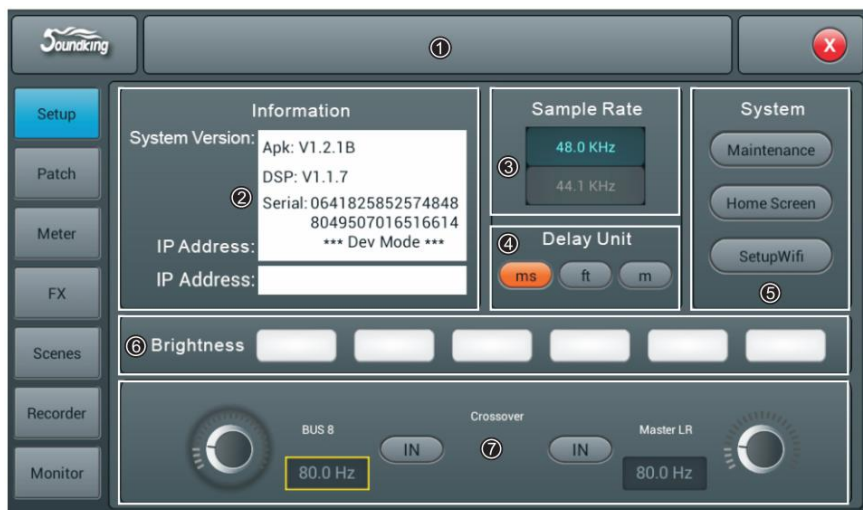 Soundking
①
X
Setup
Patch
Meter
FX
Scenes
Recorder
Monitor
Information
System Version:
Apk: V1.2.1B
DSP: V1.1.7
②
Serial: 0641825852574848
8049507016516614
IP Address:
*** Dev Mode ***
IP Address:
Sample Rate
③
48.0 KHz
44.1 KHz
④ Delay Unit
ms ft m
System
Maintenance
Home Screen
SetupWifi
⑤
⑥ Brightness
Crossover
BUS 8
80.0 Hz
IN
⑦
IN
Master LR
80.0 Hz